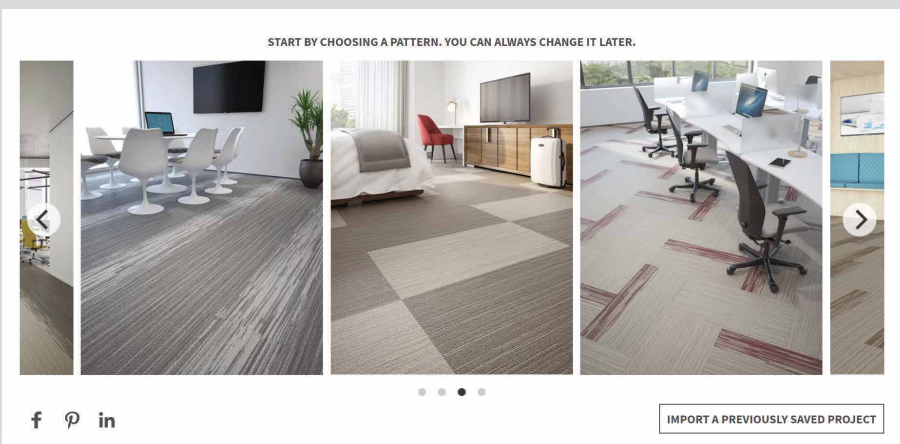 START BY CHOOSING A PATTERN. YOU CAN ALWAYS CHANGE IT LATER.
IMPORT A PREVIOUSLY SAVED PROJECT